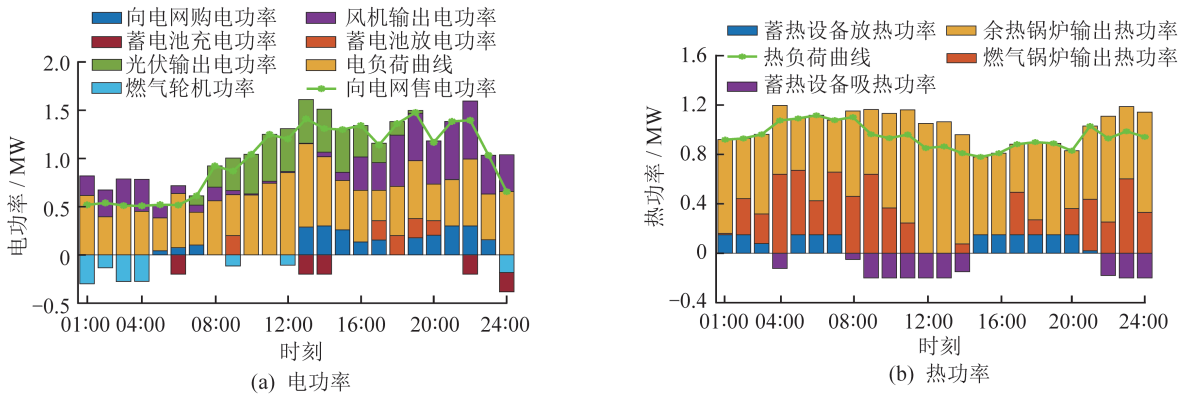 向电网购电功率 风机输出电功率
蓄电池充电功率 蓄电池放电功率
光伏输出电功率 电负荷曲线
燃气轮机功率 向电网售电功率
2.0
1.5
1.0
0.5
0
−0.5
电功率 / MW
01:00 04:00 08:00 12:00 16:00 20:00 24:00
时刻
(a) 电功率
蓄热设备放热功率 余热锅炉输出热功率
热负荷曲线 燃气锅炉输出热功率
蓄热设备吸热功率
1.6
1.2
0.8
0.4
0
−0.4
热功率 / MW
01:00 04:00 08:00 12:00 16:00 20:00 24:00
时刻
(b) 热功率